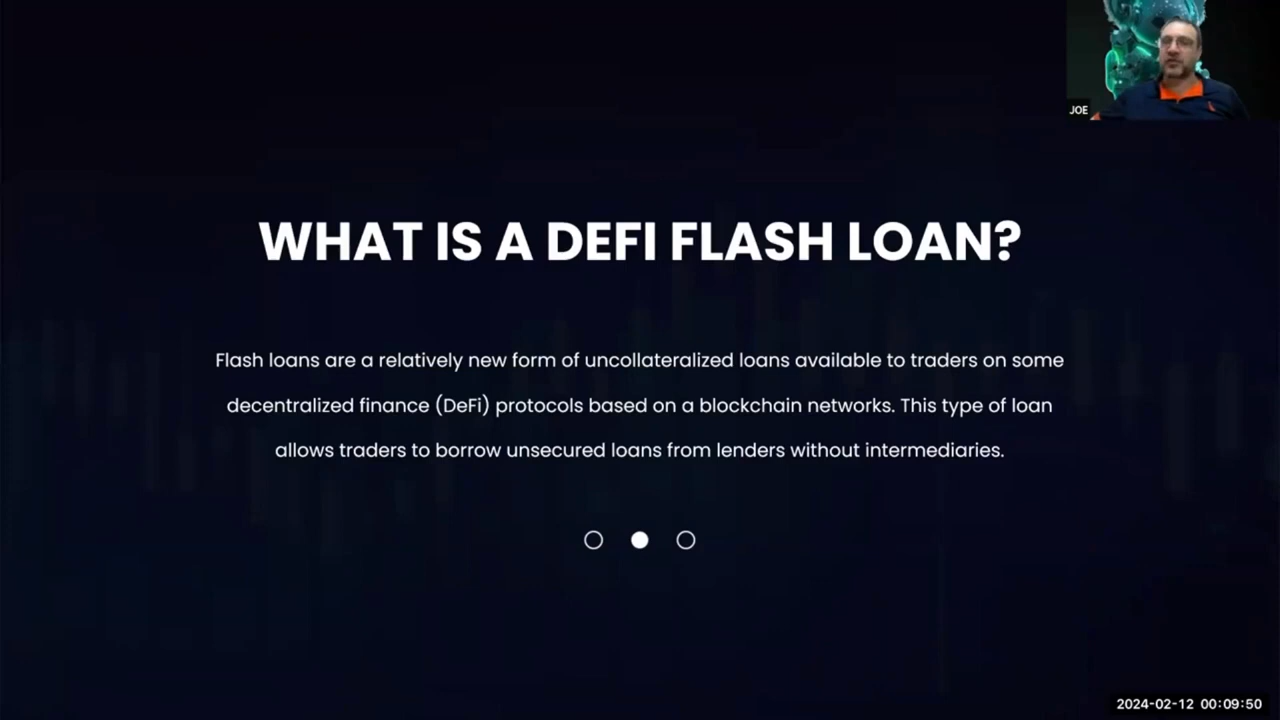 JOE
WHAT IS A DEFI FLASH LOAN?
Flash loans are a relatively new form of uncollateralized loans available to traders on some
decentralized finance (DeFi) protocols based on a blockchain networks. This type of loan
allows traders to borrow unsecured loans from lenders without intermediaries.
2024-02-12 00:09:50